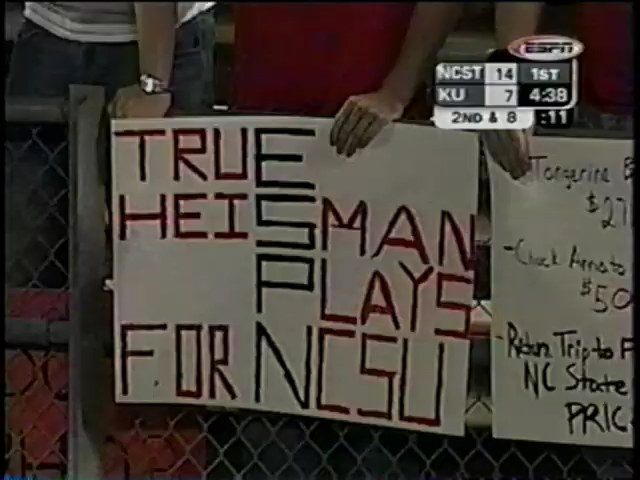 ESPN
NCST 14 1ST
KU 7 4:38
2ND & 8 :11
TRUE
HEISMAN
PLAYS
FOR NCSU
Tangerine
$27
-Chuck Amato
$50
-Return Trip to
NC State
PRIC